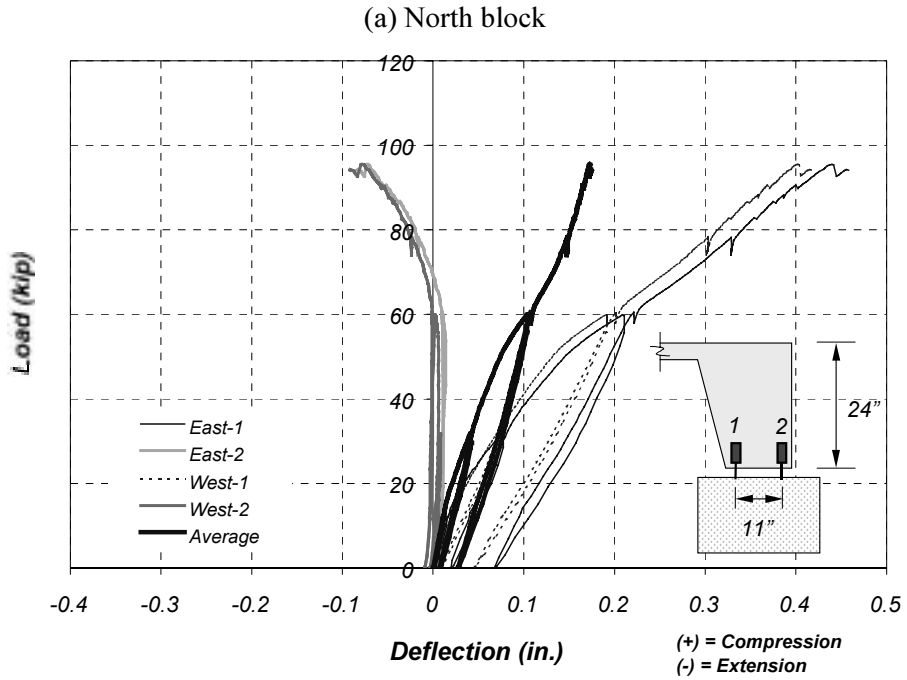 (a) North block
120
100
80
60
40
20
0
Load (kip)
East-1
East-2
West-1
West-2
Average
1 2
24”
11”
-0.4 -0.3 -0.2 -0.1 0 0.1 0.2 0.3 0.4 0.5
Deflection (in.)
(+) = Compression
(-) = Extension